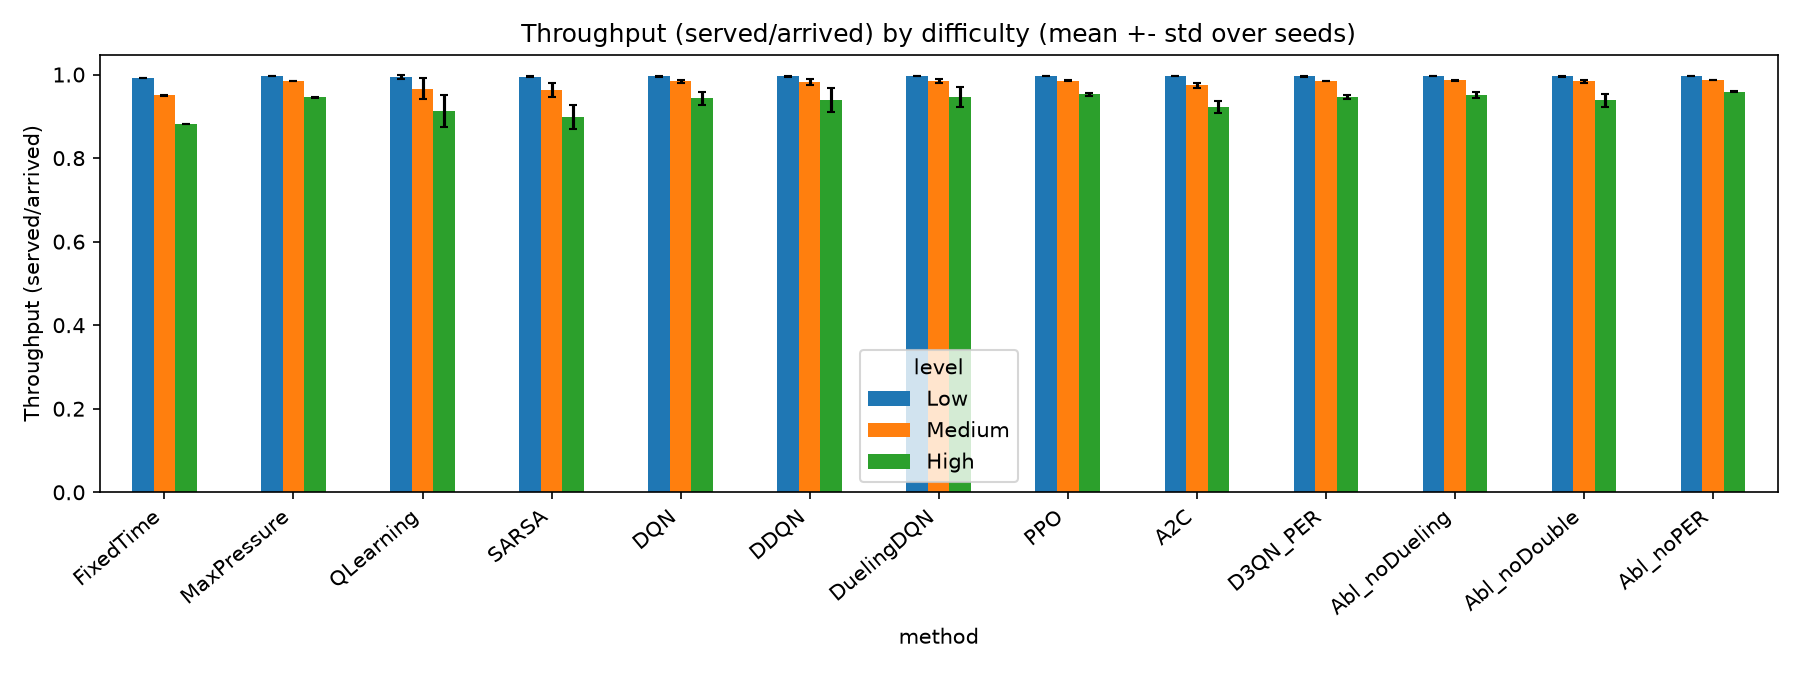 Throughput (served/arrived) by difficulty (mean +- std over seeds)
Throughput (served/arrived)
1.0
0.8
0.6
0.4
0.2
0.0
level
Low
Medium
High
FixedTime
MaxPressure
QLearning
SARSA
DQN
DDQN
DuelingDQN
PPO
A2C
D3QN_PER
Abl_noDueling
Abl_noDouble
Abl_noPER
method